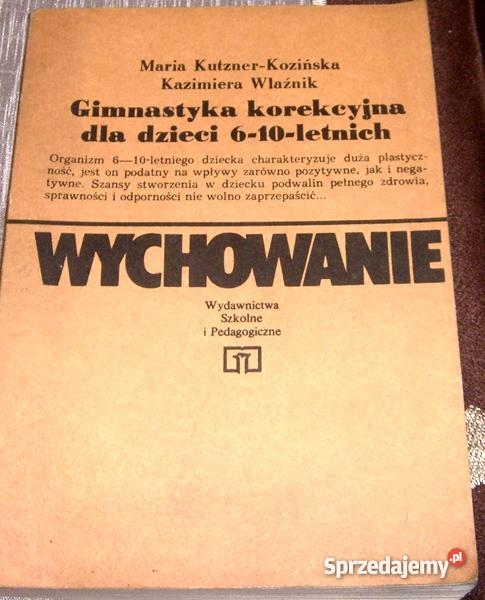 Maria Kutzner-Kozińska
Kazimiera Wlaźnik
Gimnastyka korekcyjna
dla dzieci 6-10-letnich
Organizm 6—10-letniego dziecka charakteryzuje duża plastycz-
ność, jest on podatny na wpływy zarówno pozytywne, jak i nega-
tywne. Szansy stworzenia w dziecku podwalin pełnego zdrowia,
sprawności i odporności nie wolno zaprzepaścić...
WYCHOWANIE
Wydawnictwa
Szkolne
i Pedagogiczne
Sprzedajemy.pl